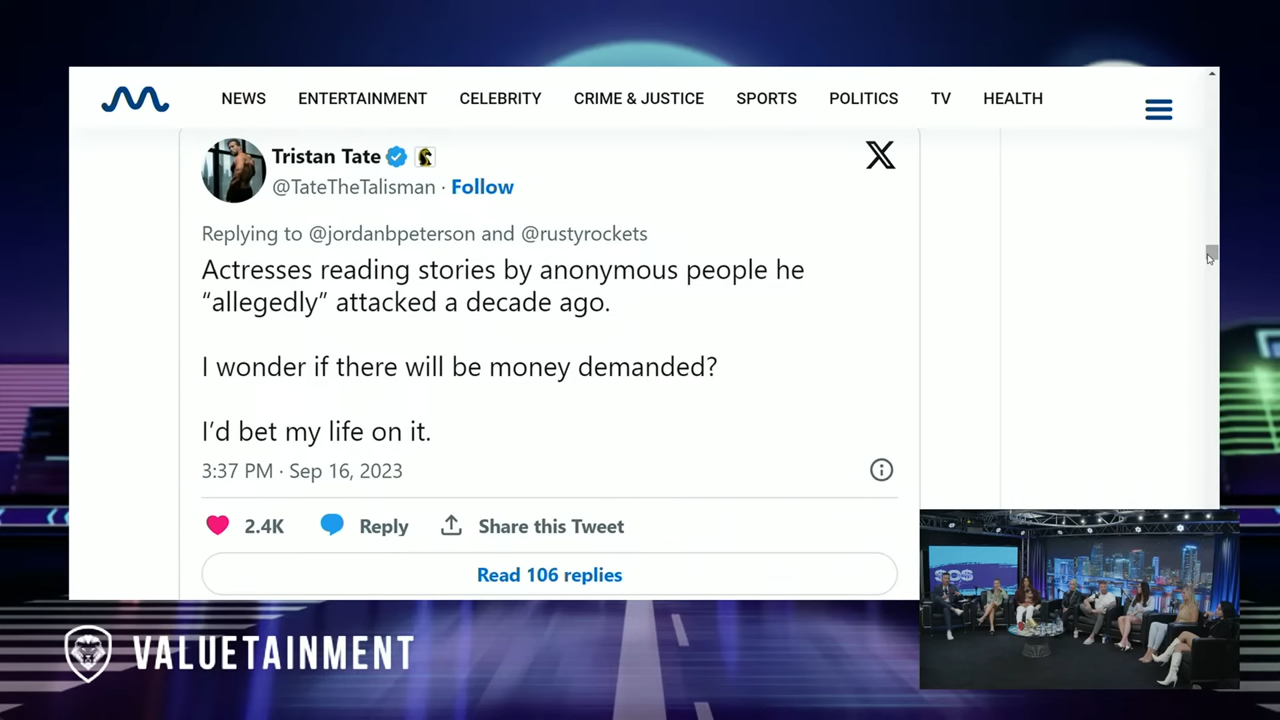 NEWS ENTERTAINMENT CELEBRITY CRIME & JUSTICE SPORTS POLITICS TV HEALTH
Tristan Tate
@TateTheTalisman · Follow
X
Replying to @jordanbpeterson and @rustyrockets
Actresses reading stories by anonymous people he
“allegedly” attacked a decade ago.
I wonder if there will be money demanded?
I’d bet my life on it.
3:37 PM · Sep 16, 2023
2.4K Reply Share this Tweet
Read 106 replies
SOS
VALUETAINMENT